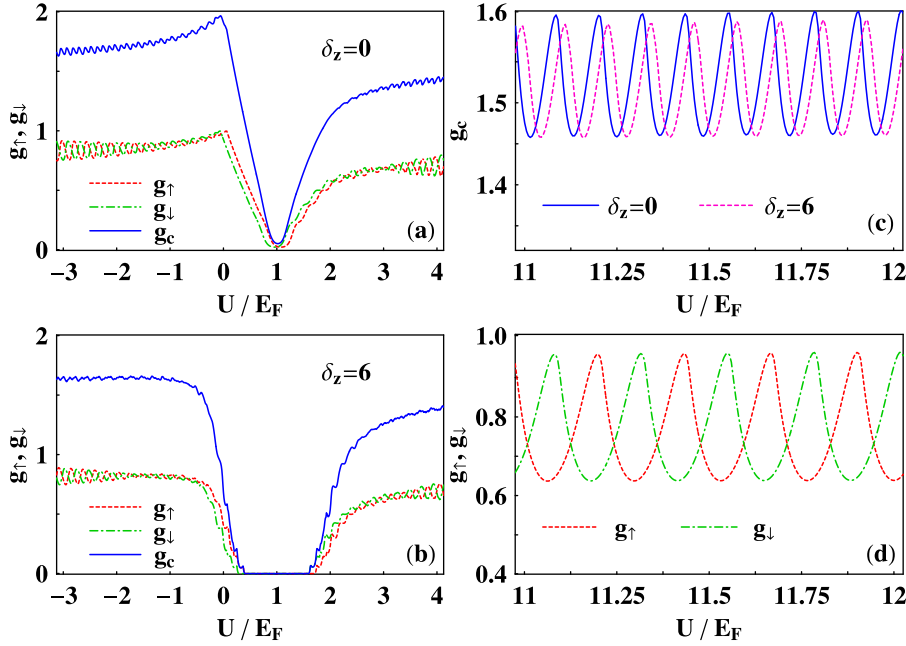 2
1
0
g↑, g↓
δz=0
g↑
g↓
gc
(a)
−3 −2 −1 0 1 2 3 4
U / EF
1.6
1.5
1.4
gc
δz=0 δz=6
(c)
11 11.25 11.5 11.75 12
U / EF
2
1
0
g↑, g↓
δz=6
g↑
g↓
gc
(b)
−3 −2 −1 0 1 2 3 4
U / EF
1.0
0.8
0.6
0.4
g↑, g↓
g↑ g↓
(d)
11 11.25 11.5 11.75 12
U / EF